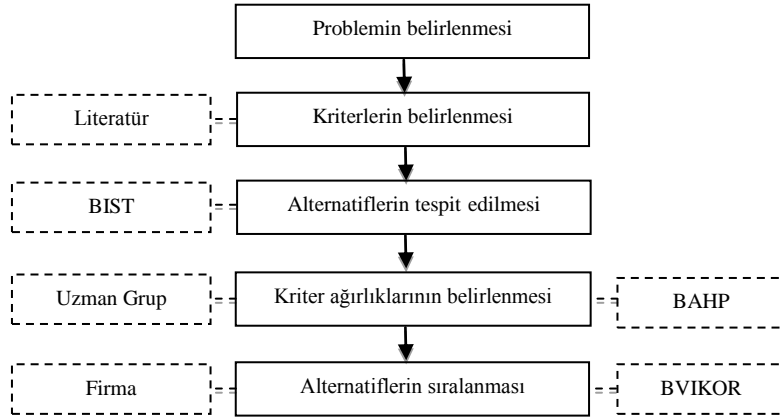 Problemin belirlenmesi
Literatür
Kriterlerin belirlenmesi
BIST
Alternatiflerin tespit edilmesi
Uzman Grup
Kriter ağırlıklarının belirlenmesi
BAHP
Firma
Alternatiflerin sıralanması
BVIKOR